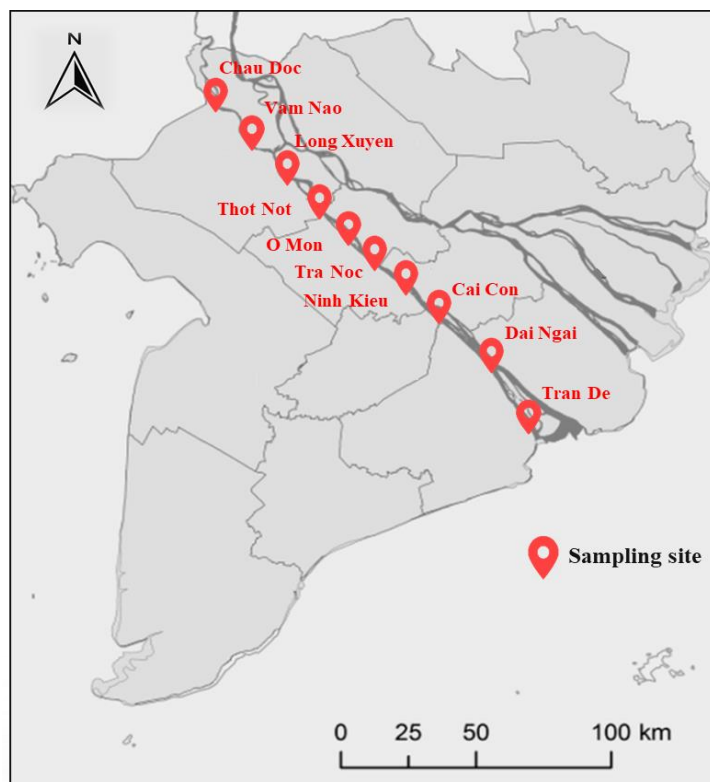 N
Chau Doc
Vam Nao
Long Xuyen
Thot Not
O Mon
Tra Noc
Ninh Kieu
Cai Con
Dai Ngai
Tran De
Sampling site
0 25 50 100 km